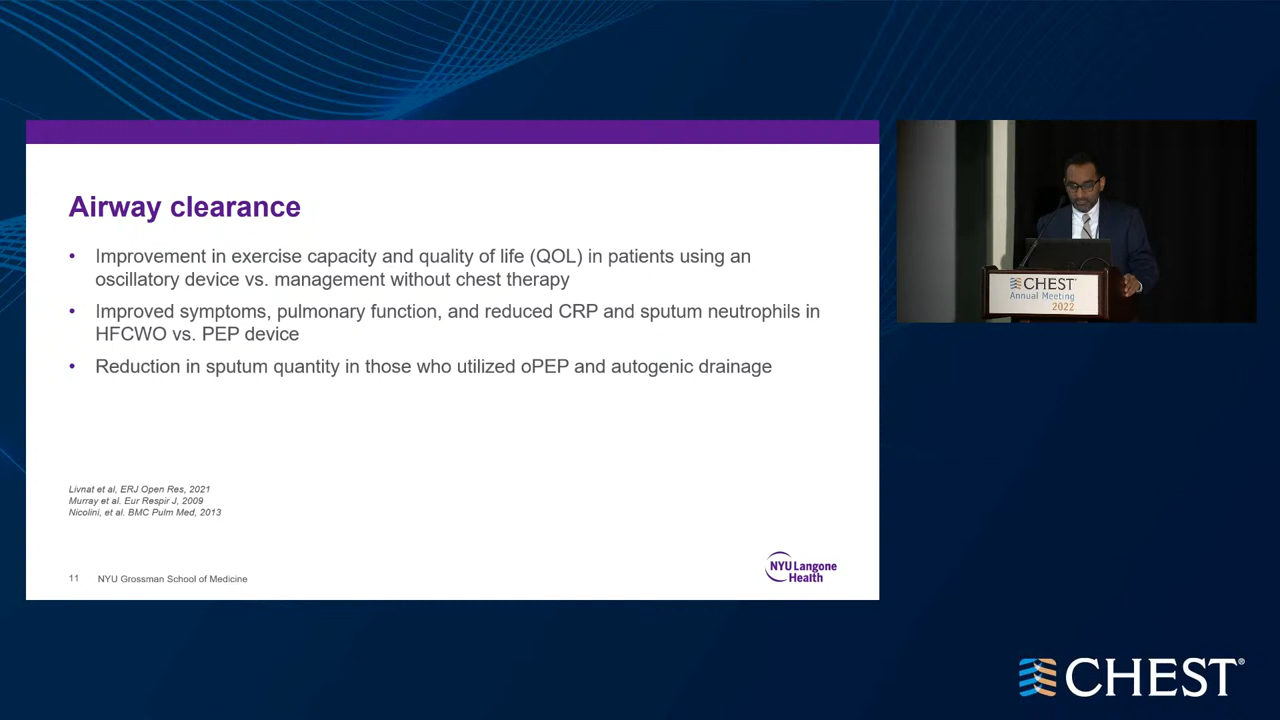 Airway clearance
• Improvement in exercise capacity and quality of life (QOL) in patients using an
oscillatory device vs. management without chest therapy
• Improved symptoms, pulmonary function, and reduced CRP and sputum neutrophils in
HFCWO vs. PEP device
• Reduction in sputum quantity in those who utilized oPEP and autogenic drainage
Livnat et al, ERJ Open Res, 2021
Murray et al. Eur Respir J, 2009
Nicolini, et al. BMC Pulm Med, 2013
11 NYU Grossman School of Medicine
NYU Langone
Health
CHEST
Annual Meeting
2022
CHEST®